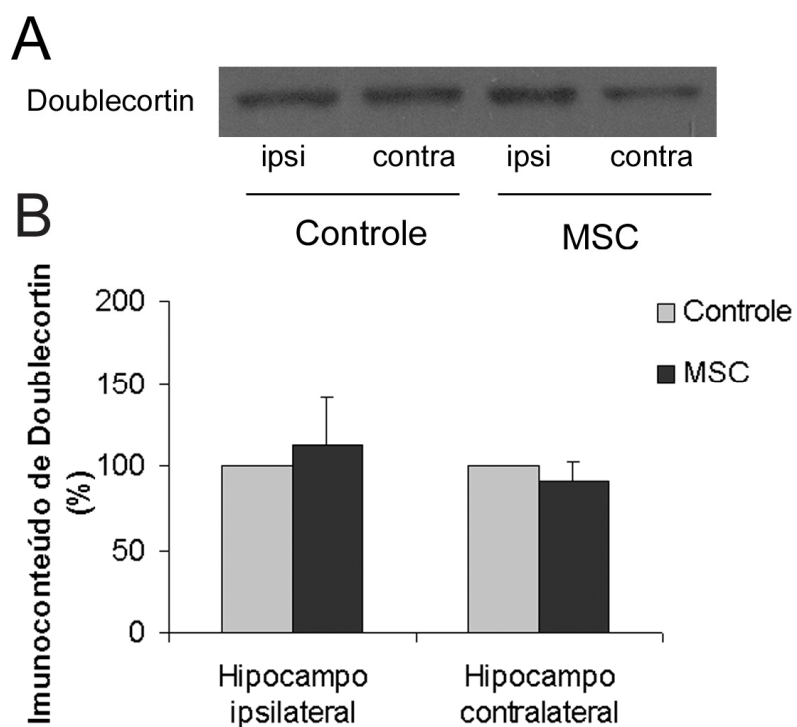 A
Doublecortin
ipsi contra ipsi contra
Controle MSC
B
Imunoconteúdo de Doublecortin
(%)
200
150
100
50
0
Controle
MSC
Hipocampo
ipsilateral
Hipocampo
contralateral